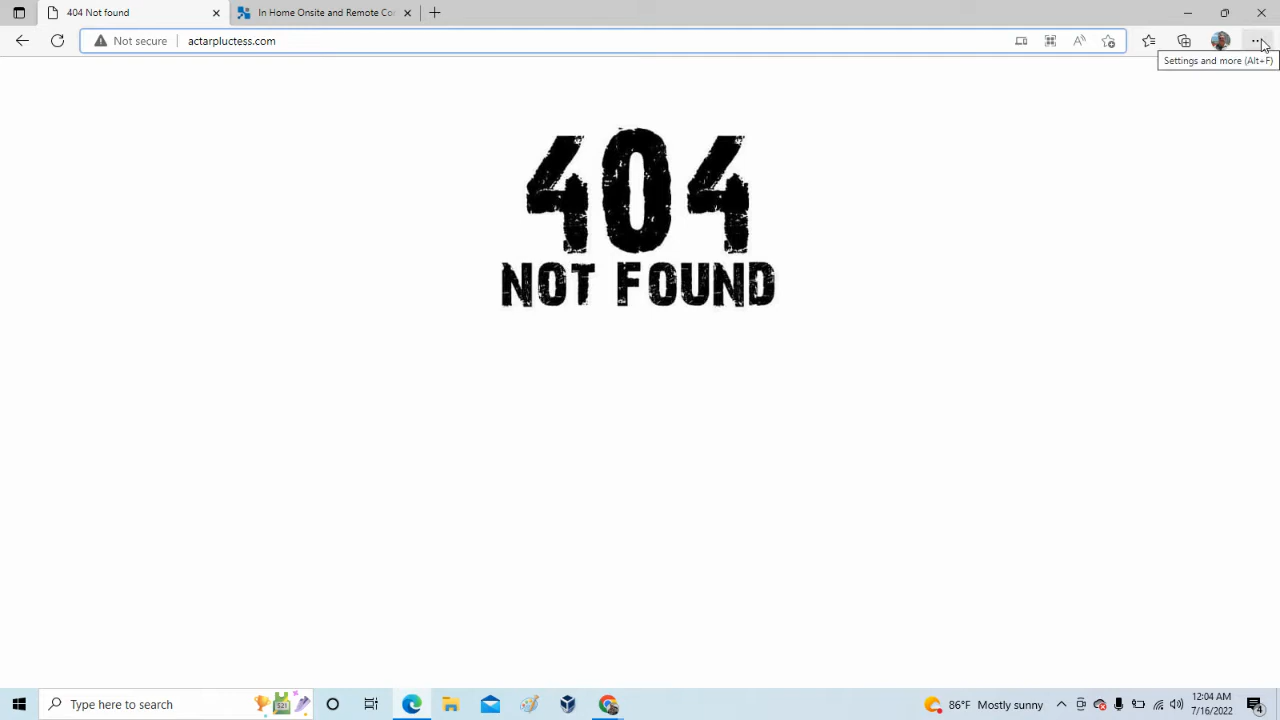 404 Not found
In Home Onsite and Remote Co
Not secure
actarpluctess.com
Settings and more (Alt+F)
404
NOT FOUND
Type here to search
86°F Mostly sunny
12:04 AM
7/16/2022
4